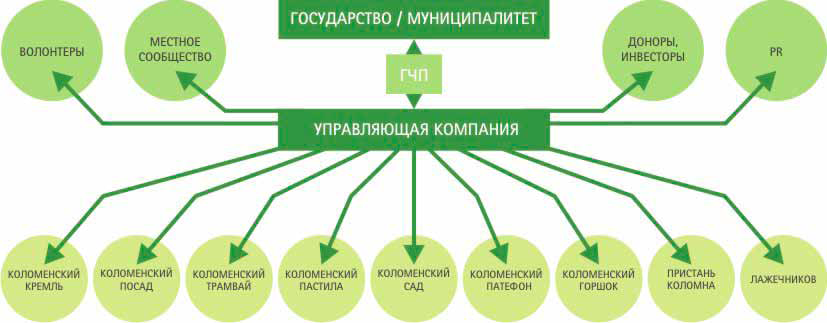 ГОСУДАРСТВО / МУНИЦИПАЛИТЕТ
ВОЛОНТЕРЫ
МЕСТНОЕ
СООБЩЕСТВО
ГЧП
ДОНОРЫ,
ИНВЕСТОРЫ
PR
УПРАВЛЯЮЩАЯ КОМПАНИЯ
КОЛОМЕНСКИЙ
КРЕМЛЬ
КОЛОМЕНСКИЙ
ПОСАД
КОЛОМЕНСКИЙ
ТРАМВАЙ
КОЛОМЕНСКИЙ
ПАСТИЛА
КОЛОМЕНСКИЙ
САД
КОЛОМЕНСКИЙ
ПАТЕФОН
КОЛОМЕНСКИЙ
ГОРШОК
ПРИСТАНЬ
КОЛОМНА
ЛАЖЕЧНИКОВ